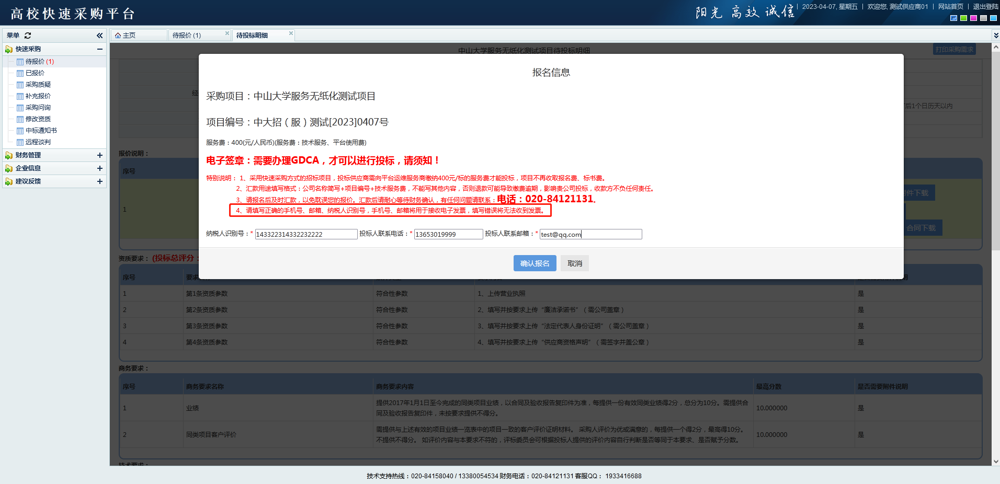 高校快速采购平台
阳光 高效 诚信
2023-04-07, 星期五 | 欢迎您, 测试供应商01 | 网站首页 | 退出登陆
菜单
主页
待报价 (1)
待投标明细
快速采购
待报价 (1)
已报价
采购质疑
补充报价
采购问询
修改资质
中标通知书
远程谈判
财务管理
企业信息
建议反馈
中山大学服务无纸化测试项目待投标明细
打印采购需求
报名信息
采购项目：中山大学服务无纸化测试项目
项目编号：中大招（服）测试[2023]0407号
服务费：400(元/人民币)(服务费：技术服务、平台使用费)
电子签章：需要办理GDCA，才可以进行投标，请须知！
特别说明： 1、采用快速采购方式的招标项目，投标供应商需向平台运维服务商缴纳400元/标的服务费才能投标，项目不再收取报名费、标书费。
2、汇款用途填写格式：公司名称简写+项目编号+技术服务费，不能写其他内容，否则退款可能导致缴费逾期，影响贵公司投标，收款方不负任何责任。
3、请报名后及时汇款，以免耽误您的报价。汇款后请耐心等待财务确认，有任何问题请联系：电话：020-84121131。
4、请填写正确的手机号、邮箱、纳税人识别号，手机号、邮箱将用于接收电子发票，填写错误将无法收到发票。
纳税人识别号：* 143322314332232222 投标人联系电话：* 13653019999 投标人联系邮箱：* test@qq.com
确认报名 取消
经
后1个日历天以内
报价说明：
序号
1
件下载
合同下载
资质要求： (投标总评分：
序号
1 第1条资质参数 符合性参数 1、上传营业执照 是
2 第2条资质参数 符合性参数 2、填写并按要求上传“廉洁承诺书”（需公司盖章） 是
3 第3条资质参数 符合性参数 3、填写并按要求上传“法定代表人身份证明”（需公司盖章） 是
4 第4条资质参数 符合性参数 4、填写并按要求上传“供应商资格声明”（需签字并盖公章） 是
商务要求：
序号 商务要求名称 商务要求内容 最高分数 是否需要附件说明
1 业绩 提供2017年1月1日至今完成的同类项目业绩，以合同及验收报告复印件为准，每提供一份有效同类业绩得2分，总分为10分。需提供合
同及验收报告复印件，未按要求提供不得分。 10.000000 是
2 同类项目客户评价 需提供与上述有效的项目业绩一览表中的项目一致的客户评价证明材料。 采购人评价为优或满意的，每提供一个得2分，最高得10分。
不提供不得分。 如评价内容与本要求不符的，评标委员会可根据投标人提供的评价内容自行判断是否等同于本要求、是否赋予分数。 10.000000 是
技术要求：
技术支持热线：020-84158040 / 13380054534 财务电话：020-84121131 客服QQ： 1933416688